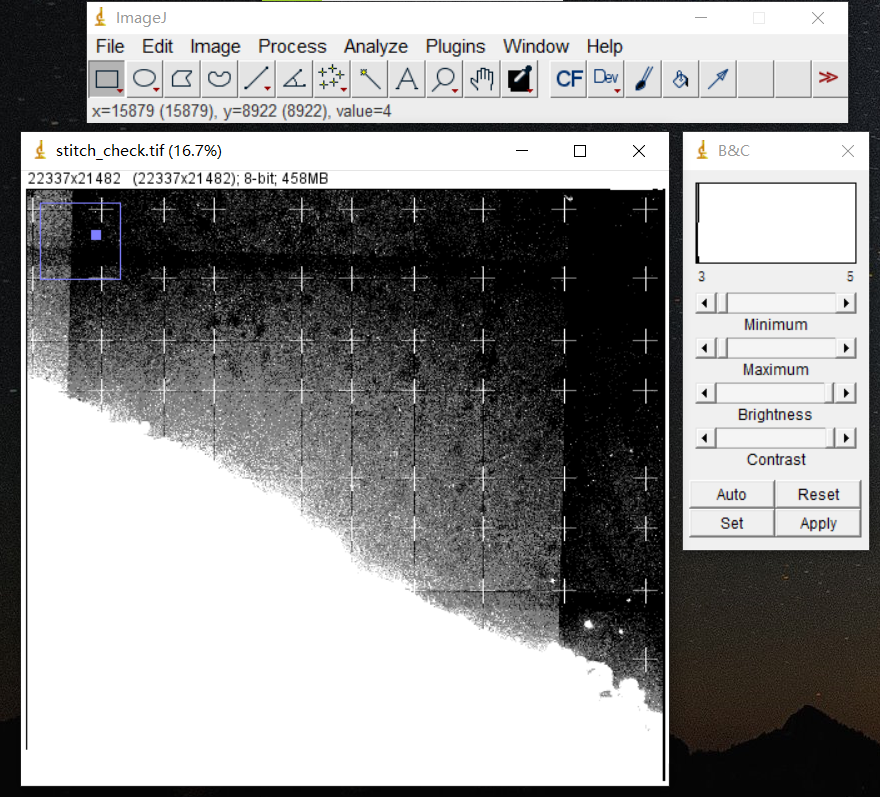 ImageJ
File Edit Image Process Analyze Plugins Window Help
A CF Dev >>
x=15879 (15879), y=8922 (8922), value=4
stitch_check.tif (16.7%)
22337x21482 (22337x21482); 8-bit; 458MB
B&C
3 5
Minimum
Maximum
Brightness
Contrast
Auto Reset
Set Apply